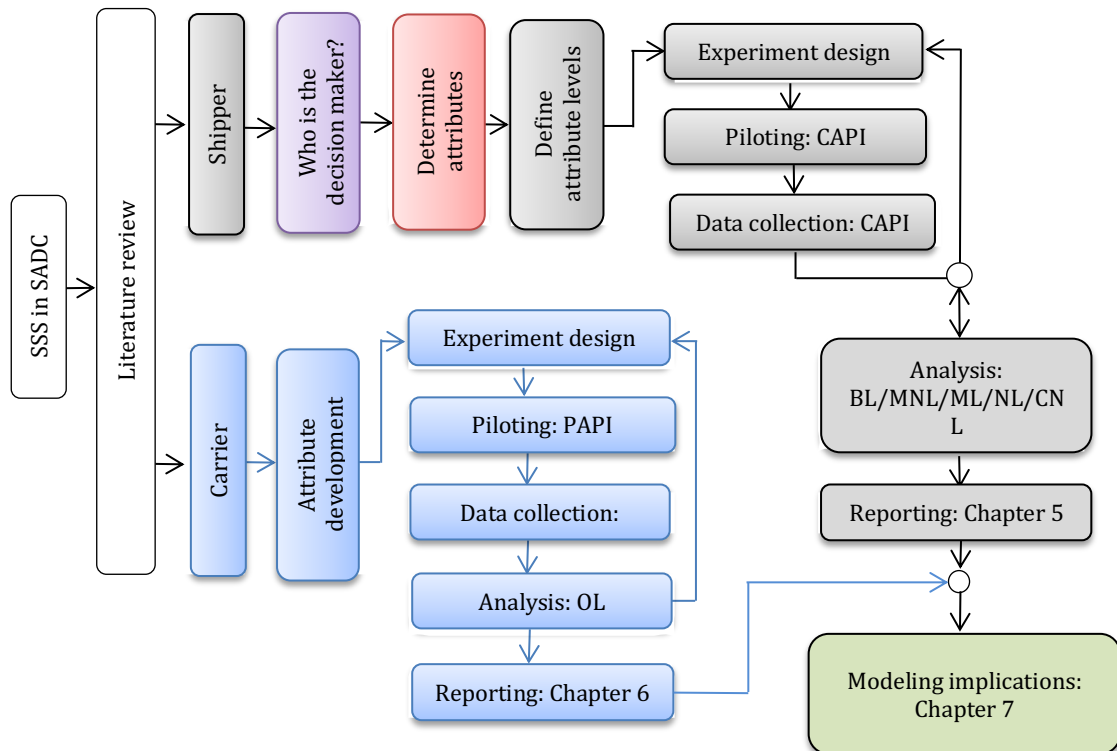 SSS in SADC
Literature review
Shipper
Who is the
decision maker?
Determine
attributes
Define
attribute levels
Experiment design
Piloting: CAPI
Data collection: CAPI
Analysis:
BL/MNL/ML/NL/CN
L
Reporting: Chapter 5
Carrier
Attribute
development
Experiment design
Piloting: PAPI
Data collection:
Analysis: OL
Reporting: Chapter 6
Modeling implications:
Chapter 7